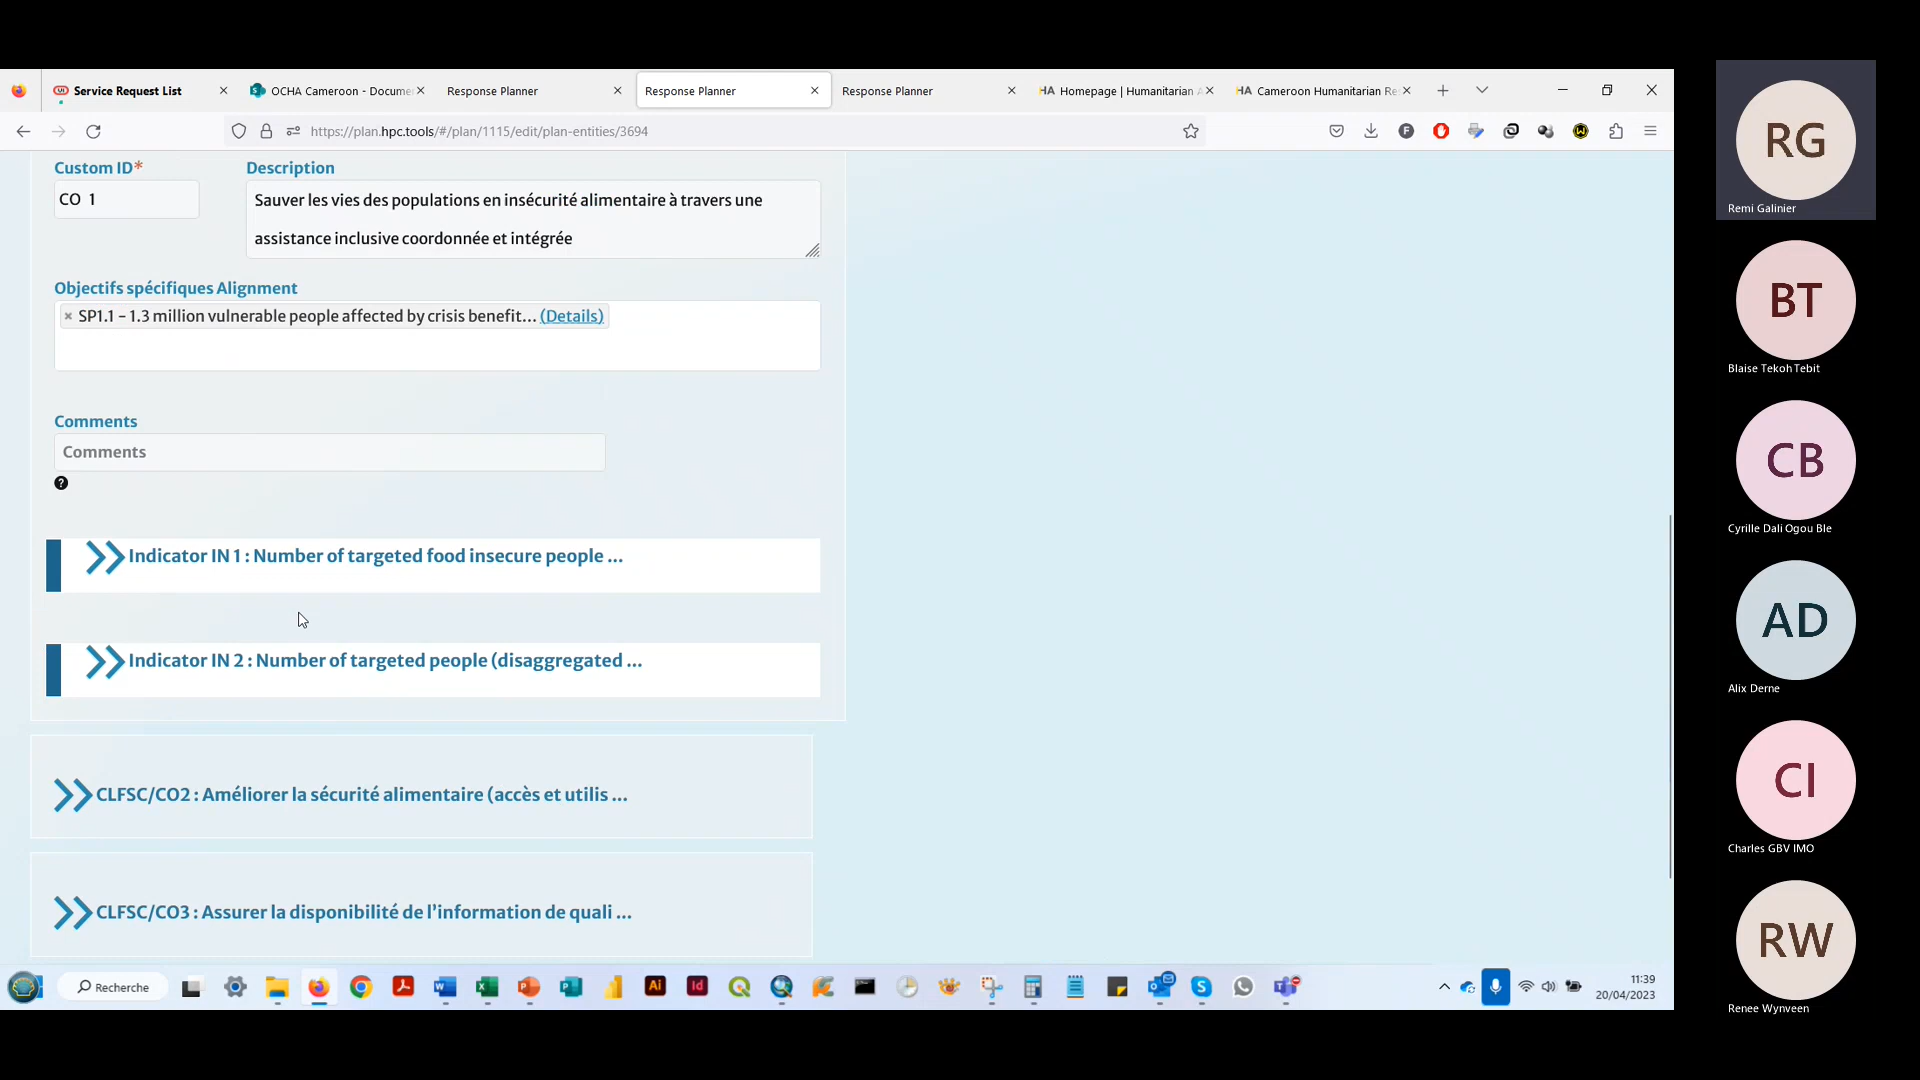 Service Request List
OCHA Cameroon - Docume
Response Planner
Response Planner
Response Planner
HA Homepage | Humanitarian A
HA Cameroon Humanitarian Re
https://plan.hpc.tools/#/plan/1115/edit/plan-entities/3694
Custom ID*
Description
CO 1
Sauver les vies des populations en insécurité alimentaire à travers une
assistance inclusive coordonnée et intégrée
Objectifs spécifiques Alignment
× SP1.1 - 1.3 million vulnerable people affected by crisis benefit... (Details)
Comments
Comments
?
Indicator IN 1 : Number of targeted food insecure people ...
Indicator IN 2 : Number of targeted people (disaggregated ...
CLFSC/CO2 : Améliorer la sécurité alimentaire (accès et utilis ...
CLFSC/CO3 : Assurer la disponibilité de l'information de quali ...
Recherche
Ai
Id
11:39
20/04/2023
RG
Remi Galinier
BT
Blaise Tekoh Tebit
CB
Cyrille Dali Ogou Ble
AD
Alix Derne
CI
Charles GBV IMO
RW
Renee Wynveen